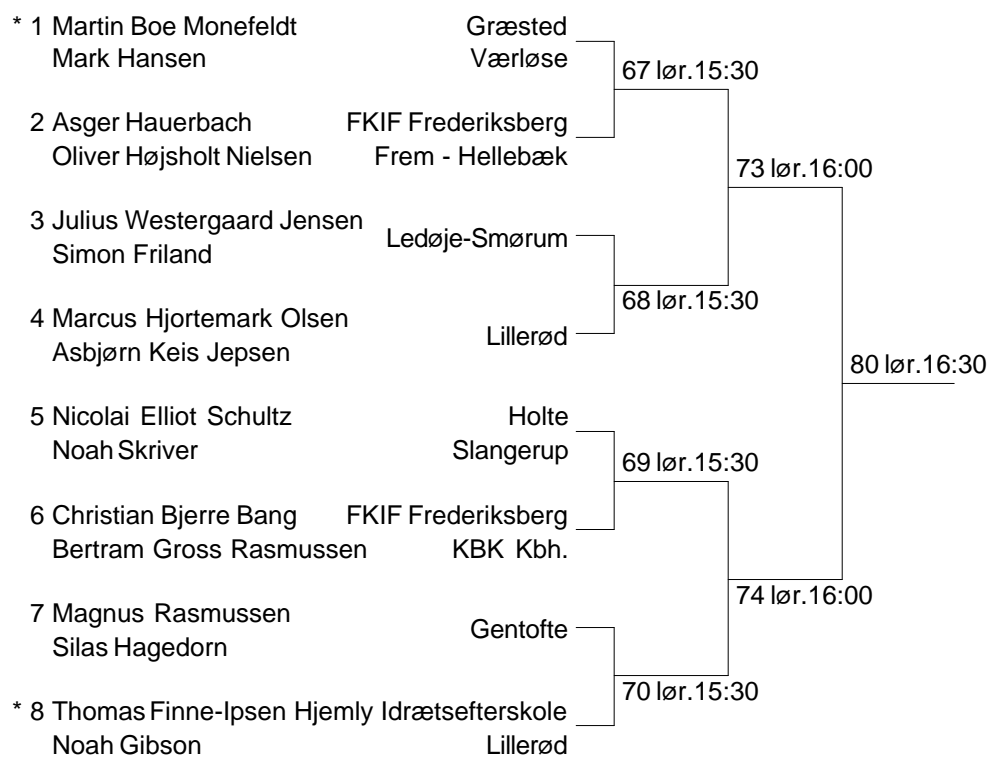 * 1 Martin Boe Monefeldt Græsted
Mark Hansen Værløse
67 lør.15:30
2 Asger Hauerbach FKIF Frederiksberg
Oliver Højsholt Nielsen Frem - Hellebæk
73 lør.16:00
3 Julius Westergaard Jensen
Ledøje-Smørum
Simon Friland
68 lør.15:30
4 Marcus Hjortemark Olsen
Lillerød
Asbjørn Keis Jepsen
80 lør.16:30
5 Nicolai Elliot Schultz Holte
Noah Skriver Slangerup
69 lør.15:30
6 Christian Bjerre Bang FKIF Frederiksberg
Bertram Gross Rasmussen KBK Kbh.
74 lør.16:00
7 Magnus Rasmussen
Gentofte
Silas Hagedorn
70 lør.15:30
* 8 Thomas Finne-Ipsen Hjemly Idrætsefterskole
Noah Gibson Lillerød